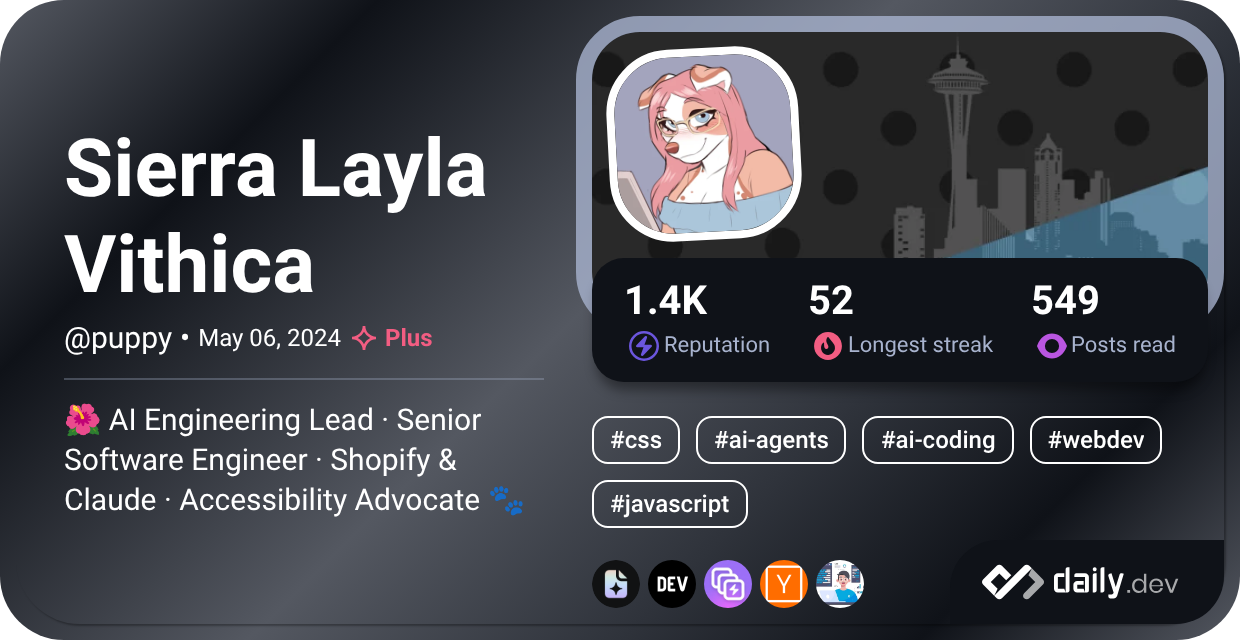 Sierra Layla
Vithica
@puppy • May 06, 2024 Plus
🌺 AI Engineering Lead · Senior
Software Engineer · Shopify &
Claude · Accessibility Advocate 🐾
1.4K 52 549
Reputation Longest streak Posts read
#css #ai-agents #ai-coding #webdev
#javascript
DEV Y
daily.dev